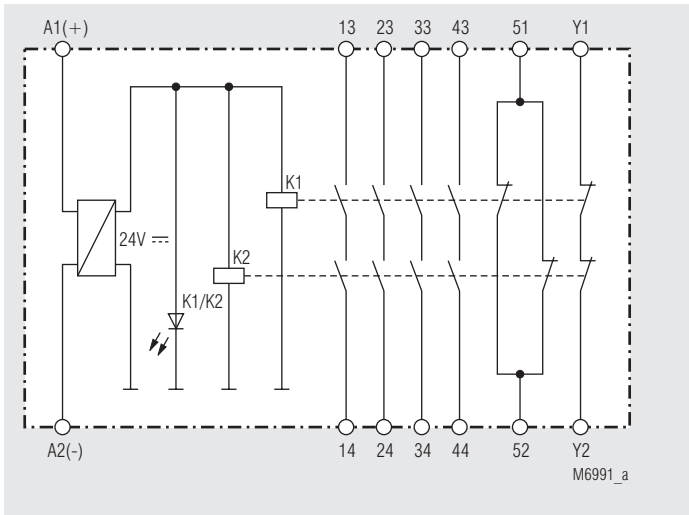 A1(+) 13 23 33 43 51 Y1
K1
24V ⎓
K2
K1/K2
A2(-) 14 24 34 44 52 Y2
M6991_a